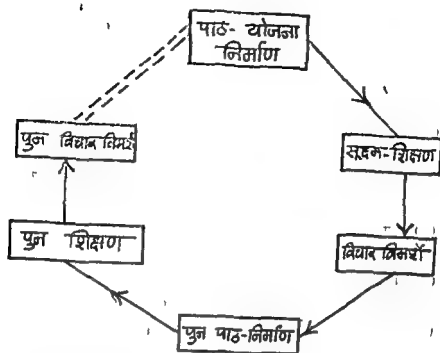 पाठ- योजना
निर्माण
सूक्ष्म-शिक्षण
विचार विमर्श
पुन पाठ-निर्माण
पुन शिक्षण
पुन विचार विमर्श